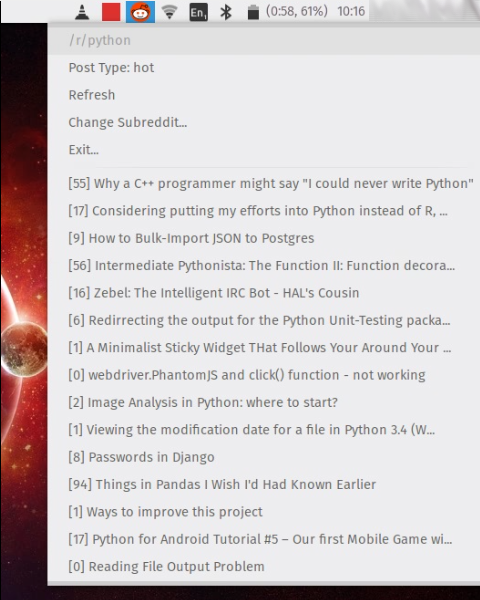 En1 (0:58, 61%) 10:16
/r/python
Post Type: hot
Refresh
Change Subreddit...
Exit...
[55] Why a C++ programmer might say "I could never write Python"
[17] Considering putting my efforts into Python instead of R, ...
[9] How to Bulk-Import JSON to Postgres
[56] Intermediate Pythonista: The Function II: Function decora...
[16] Zebel: The Intelligent IRC Bot - HAL's Cousin
[6] Redirrecting the output for the Python Unit-Testing packa...
[1] A Minimalist Sticky Widget THat Follows Your Around Your ...
[0] webdriver.PhantomJS and click() function - not working
[2] Image Analysis in Python: where to start?
[1] Viewing the modification date for a file in Python 3.4 (W...
[8] Passwords in Django
[94] Things in Pandas I Wish I'd Had Known Earlier
[1] Ways to improve this project
[17] Python for Android Tutorial #5 – Our first Mobile Game wi...
[0] Reading File Output Problem